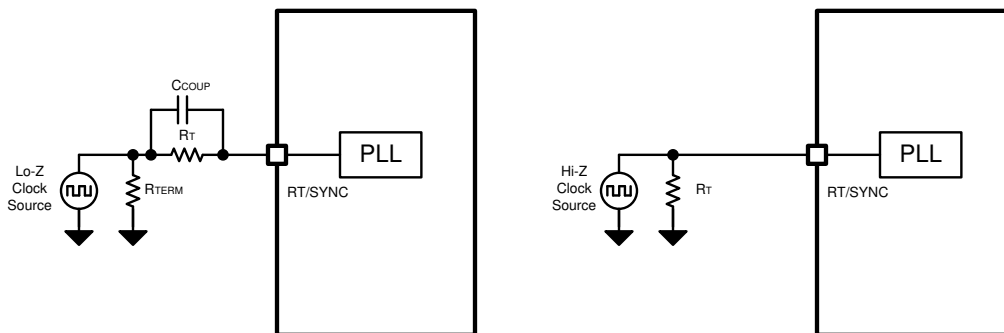 CCOUP
RT
PLL
Lo-Z
Clock
Source
RTERM
RT/SYNC
Hi-Z
Clock
Source
RT
PLL
RT/SYNC